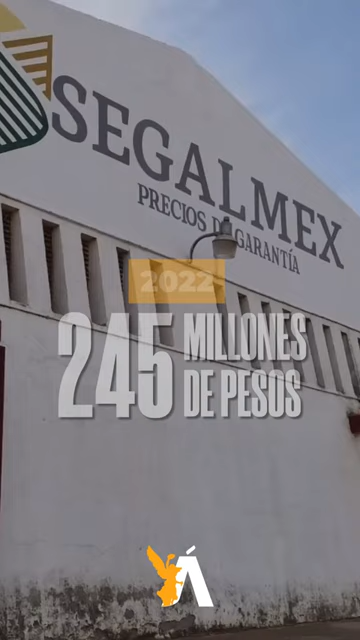 SEGALMEX
PRECIOS DE GARANTÍA
2022
245 MILLONES
DE PESOS
Á